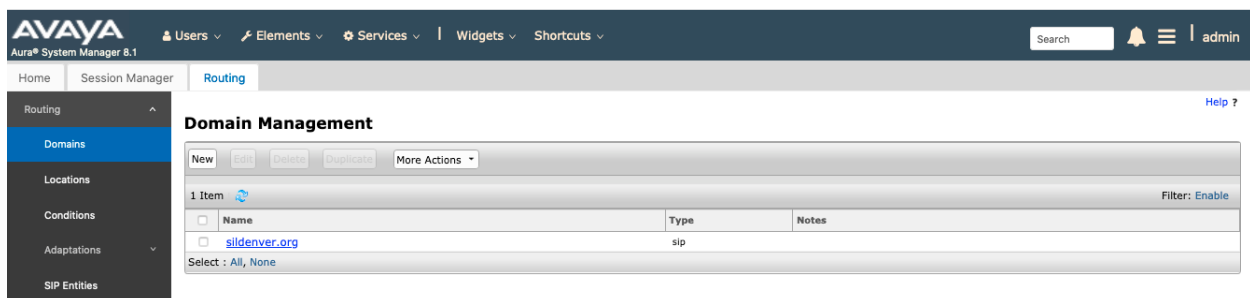 AVAYA
Aura® System Manager 8.1
Users Elements Services | Widgets Shortcuts Search | admin
Home Session Manager Routing
Help ?
Routing
Domains
Locations
Conditions
Adaptations
SIP Entities
Domain Management
New Edit Delete Duplicate More Actions
1 Item Filter: Enable
Name Type Notes
sildenver.org sip
Select : All, None